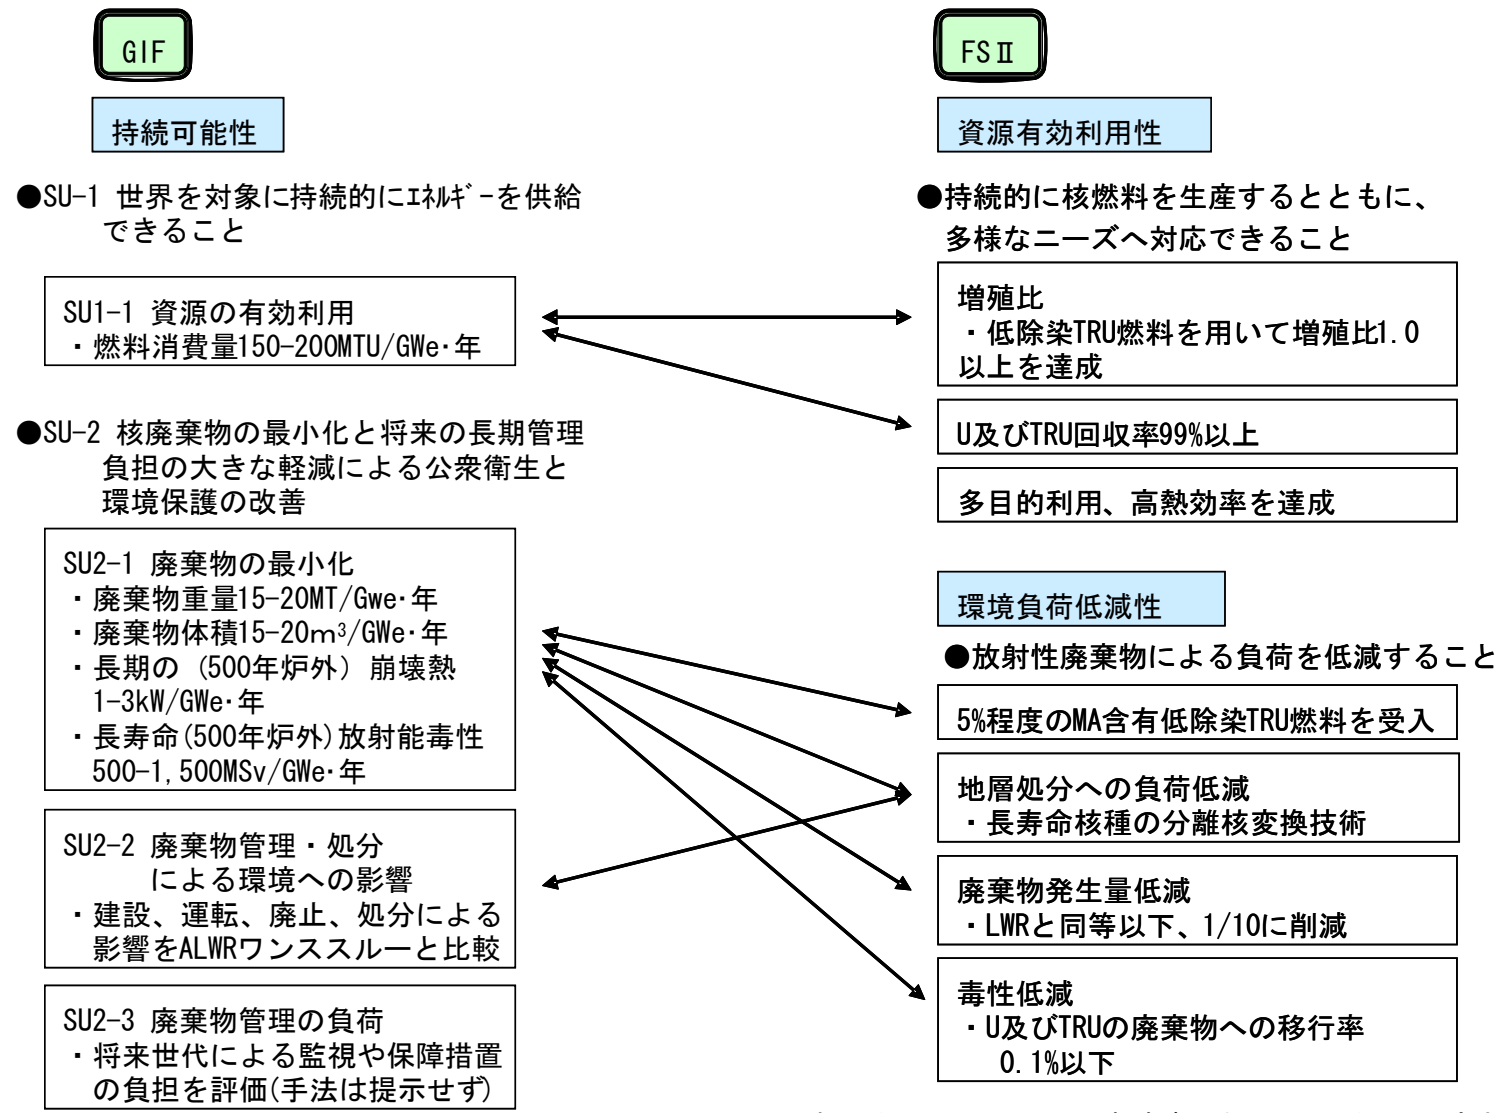 GIF
持続可能性
●SU-1 世界を対象に持続的にｴﾈﾙｷﾞｰを供給
できること
SU1-1 資源の有効利用
・燃料消費量150-200MTU/GWe・年
●SU-2 核廃棄物の最小化と将来の長期管理
負担の大きな軽減による公衆衛生と
環境保護の改善
SU2-1 廃棄物の最小化
・廃棄物重量15-20MT/Gwe・年
・廃棄物体積15-20ｍ³/GWe・年
・長期の（500年炉外）崩壊熱
1-3kW/GWe・年
・長寿命(500年炉外)放射能毒性
500-1,500MSv/GWe・年
SU2-2 廃棄物管理・処分
による環境への影響
・建設、運転、廃止、処分による
影響をALWRワンススルーと比較
SU2-3 廃棄物管理の負荷
・将来世代による監視や保障措置
の負担を評価(手法は提示せず)
FSⅡ
資源有効利用性
●持続的に核燃料を生産するとともに、
多様なニーズへ対応できること
増殖比
・低除染TRU燃料を用いて増殖比1.0
以上を達成
U及びTRU回収率99%以上
多目的利用、高熱効率を達成
環境負荷低減性
●放射性廃棄物による負荷を低減すること
5%程度のMA含有低除染TRU燃料を受入
地層処分への負荷低減
・長寿命核種の分離核変換技術
廃棄物発生量低減
・LWRと同等以下、1/10に削減
毒性低減
・U及びTRUの廃棄物への移行率
0.1%以下